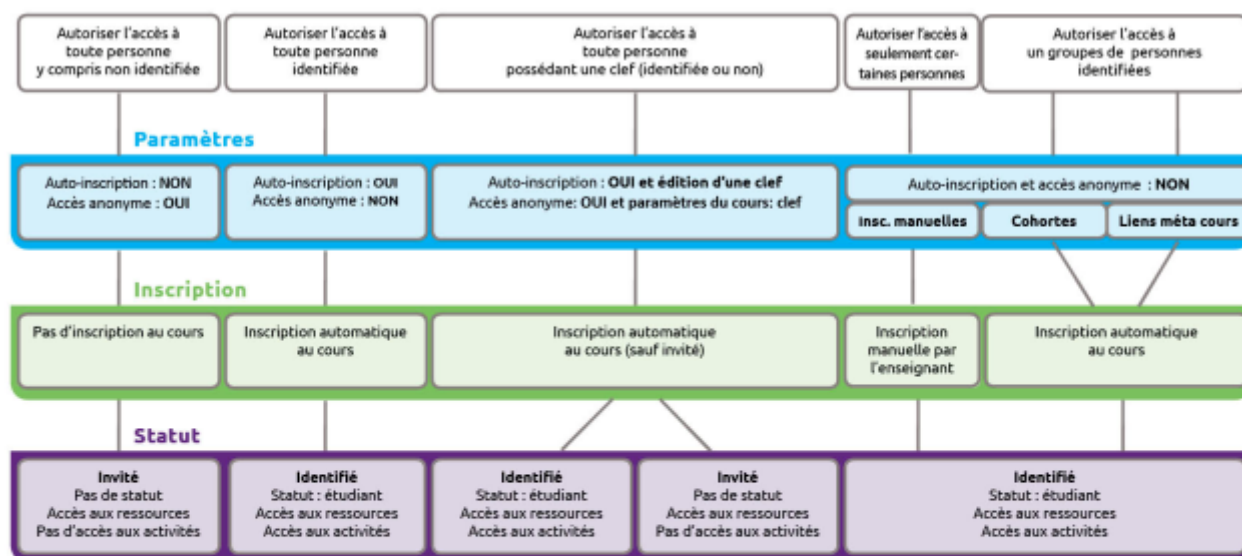 Autoriser l'accès à
toute personne
y compris non identifiée
Autoriser l'accès à
toute personne
identifiée
Autoriser l'accès à
toute personne
possédant une clef (identifiée ou non)
Autoriser l'accès à
seulement cer-
taines personnes
Autoriser l'accès à
un groupes de personnes
identifiées
Paramètres
Auto-inscription : NON
Accès anonyme : OUI
Auto-inscription : OUI
Accès anonyme : NON
Auto-inscription : OUI et édition d'une clef
Accès anonyme: OUI et paramètres du cours: clef
Auto-inscription et accès anonyme : NON
Insc. manuelles
Cohortes
Liens méta cours
Inscription
Pas d'inscription au cours
Inscription automatique
au cours
Inscription automatique
au cours (sauf invité)
Inscription
manuelle par
l'enseignant
Inscription automatique
au cours
Statut
Invité
Pas de statut
Accès aux ressources
Pas d'accès aux activités
Identifié
Statut : étudiant
Accès aux ressources
Accès aux activités
Identifié
Statut : étudiant
Accès aux ressources
Accès aux activités
Invité
Pas de statut
Accès aux ressources
Pas d'accès aux activités
Identifié
Statut : étudiant
Accès aux ressources
Accès aux activités